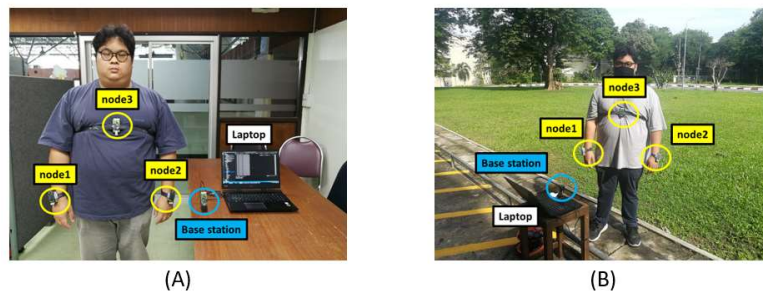 node3
Laptop
node1
node2
Base station
node3
node1
node2
Base station
Laptop
(A)
(B)